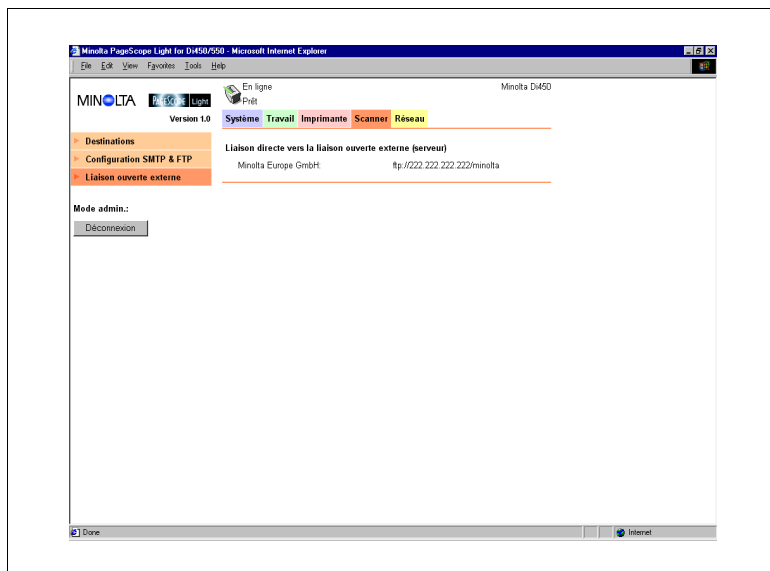 Minolta PageScope Light for Di450/550 - Microsoft Internet Explorer
File Edit View Favorites Tools Help
MINOLTA PAGESCOPE Light
Version 1.0
En ligne
Prêt
Minolta Di450
Système Travail Imprimante Scanner Réseau
Destinations
Configuration SMTP & FTP
Liaison ouverte externe
Mode admin.:
Déconnexion
Liaison directe vers la liaison ouverte externe (serveur)
Minolta Europe GmbH: ftp://222.222.222.222/minolta
Done Internet